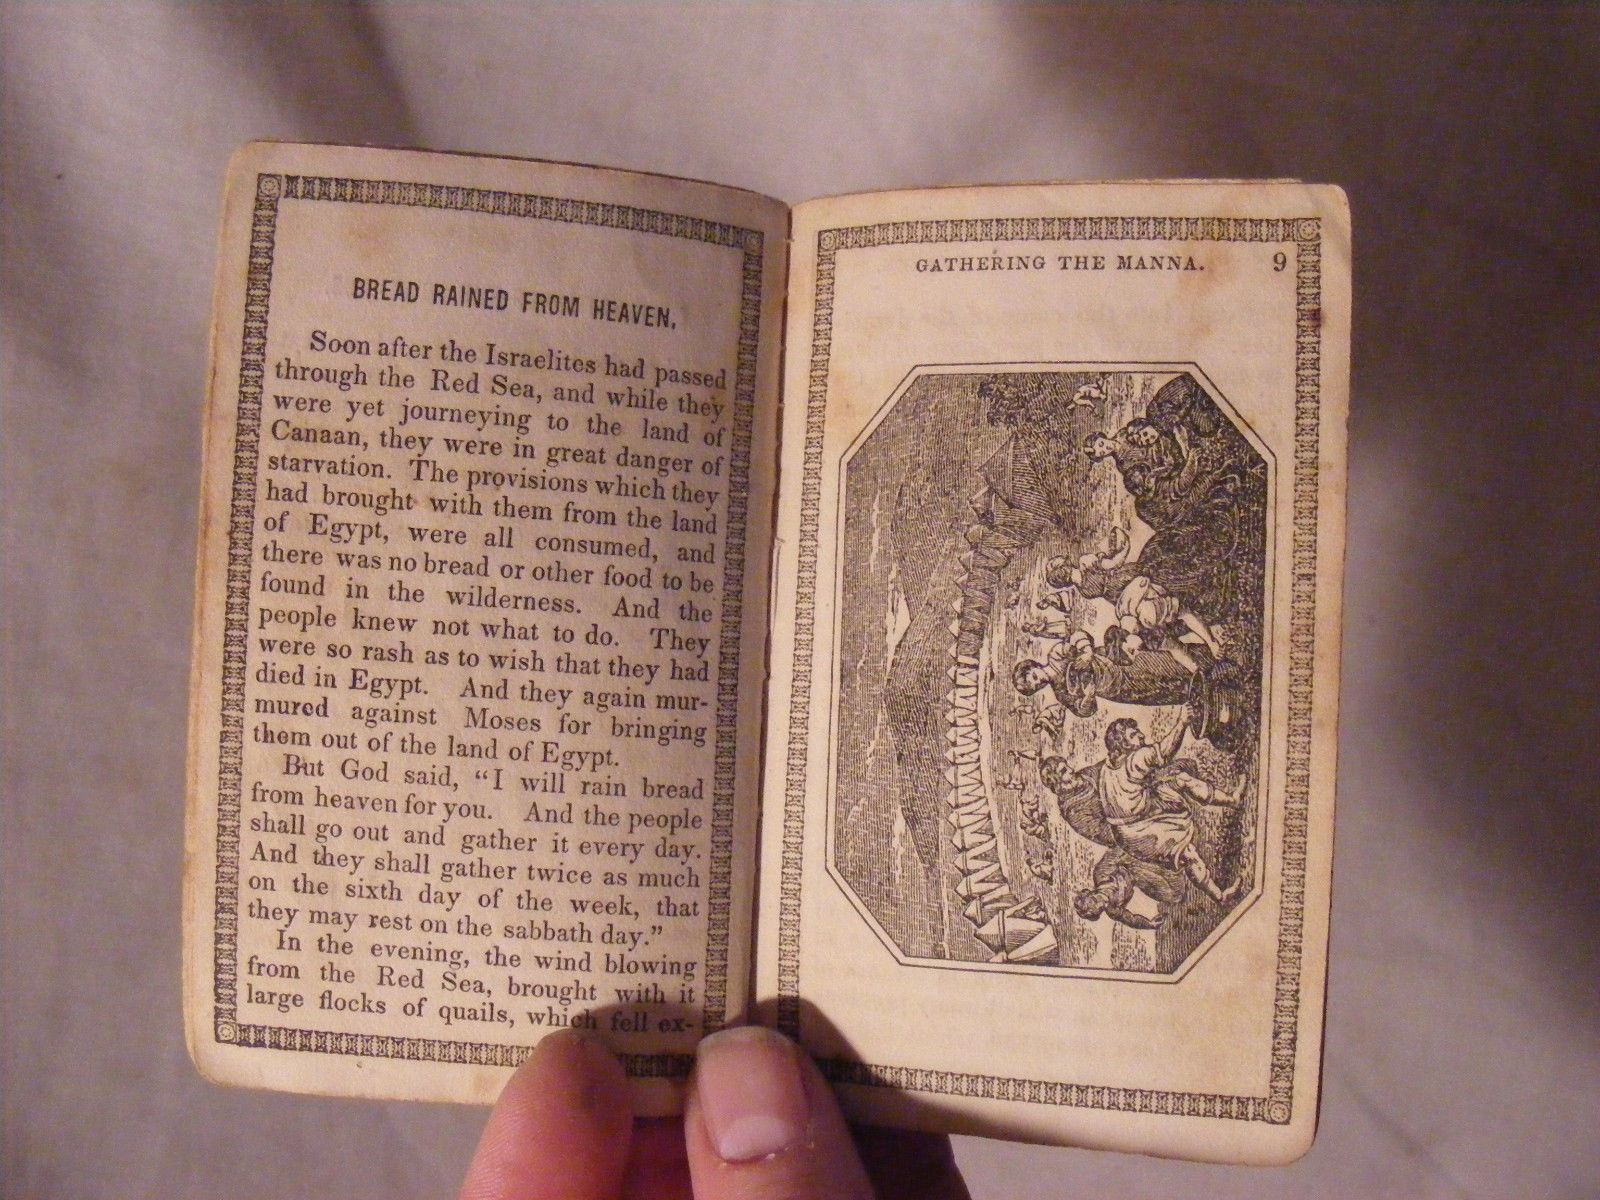 BREAD RAINED FROM HEAVEN.
Soon after the Israelites had passed
through the Red Sea, and while they
were yet journeying to the land of
Canaan, they were in great danger of
starvation. The provisions which they
had brought with them from the land
of Egypt, were all consumed, and
there was no bread or other food to be
found in the wilderness. And the
people knew not what to do. They
were so rash as to wish that they had
died in Egypt. And they again mur-
mured against Moses for bringing
them out of the land of Egypt.
But God said, “I will rain bread
from heaven for you. And the people
shall go out and gather it every day.
And they shall gather twice as much
on the sixth day of the week, that
they may rest on the sabbath day.”
In the evening, the wind blowing
from the Red Sea, brought with it
large flocks of quails, which fell ex-
GATHERING THE MANNA. 9